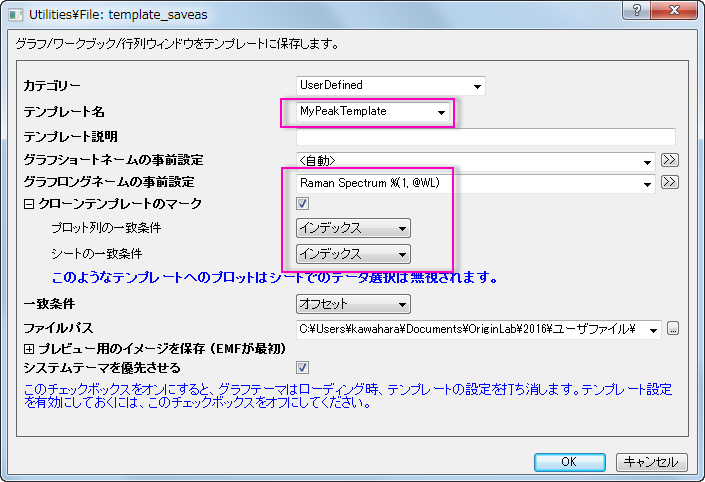 Utilities¥File: template_saveas
グラフ/ワークブック/行列ウィンドウをテンプレートに保存します。
カテゴリー UserDefined
テンプレート名 MyPeakTemplate
テンプレート説明
グラフショートネームの事前設定 <自動>
グラフロングネームの事前設定 Raman Spectrum %(1, @WL)
クローンテンプレートのマーク
プロット列の一致条件 インデックス
シートの一致条件 インデックス
このようなテンプレートへのプロットはシートでのデータ選択は無視されます。
一致条件 オフセット
ファイルパス C:¥Users¥kawahara¥Documents¥OriginLab¥2016¥ユーザファイル¥ ...
プレビュー用のイメージを保存 (EMFが最初)
システムテーマを優先させる
このチェックボックスをオンにすると、グラフテーマはローディング時、テンプレートの設定を打ち消します。テンプレート設定
を有効にしておくには、このチェックボックスをオフにしてください。
OK キャンセル